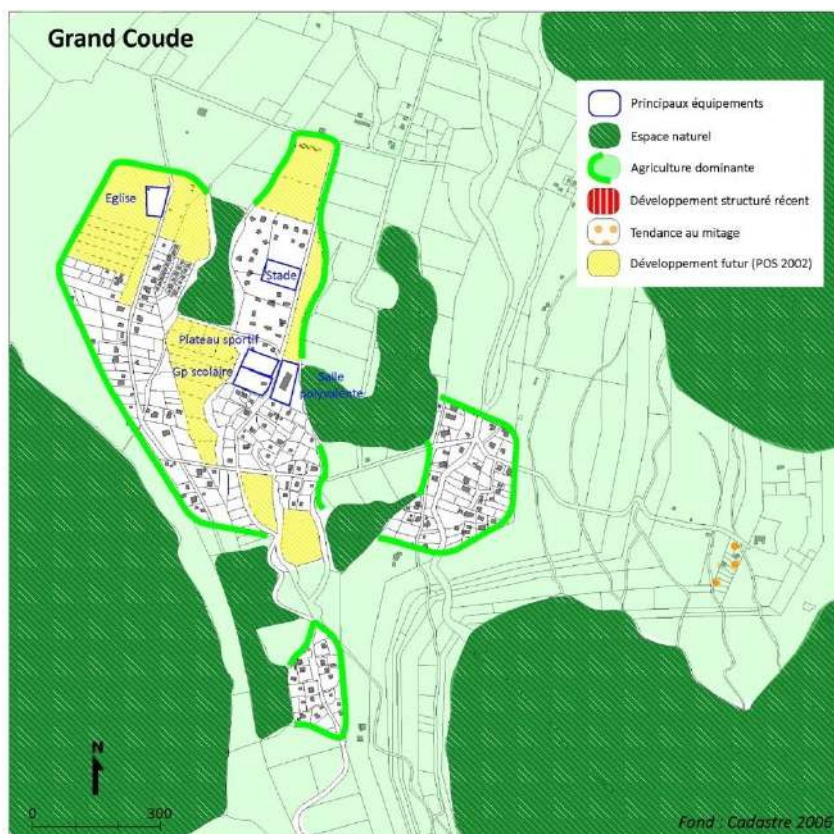 Grand Coude
Principaux équipements
Espace naturel
Agriculture dominante
Développement structuré récent
Tendance au mitage
Développement futur (POS 2002)
Eglise
Stade
Plateau sportif
Gp scolaire
Salle
polyvalente
N
0 300
Fond : Cadastre 2006